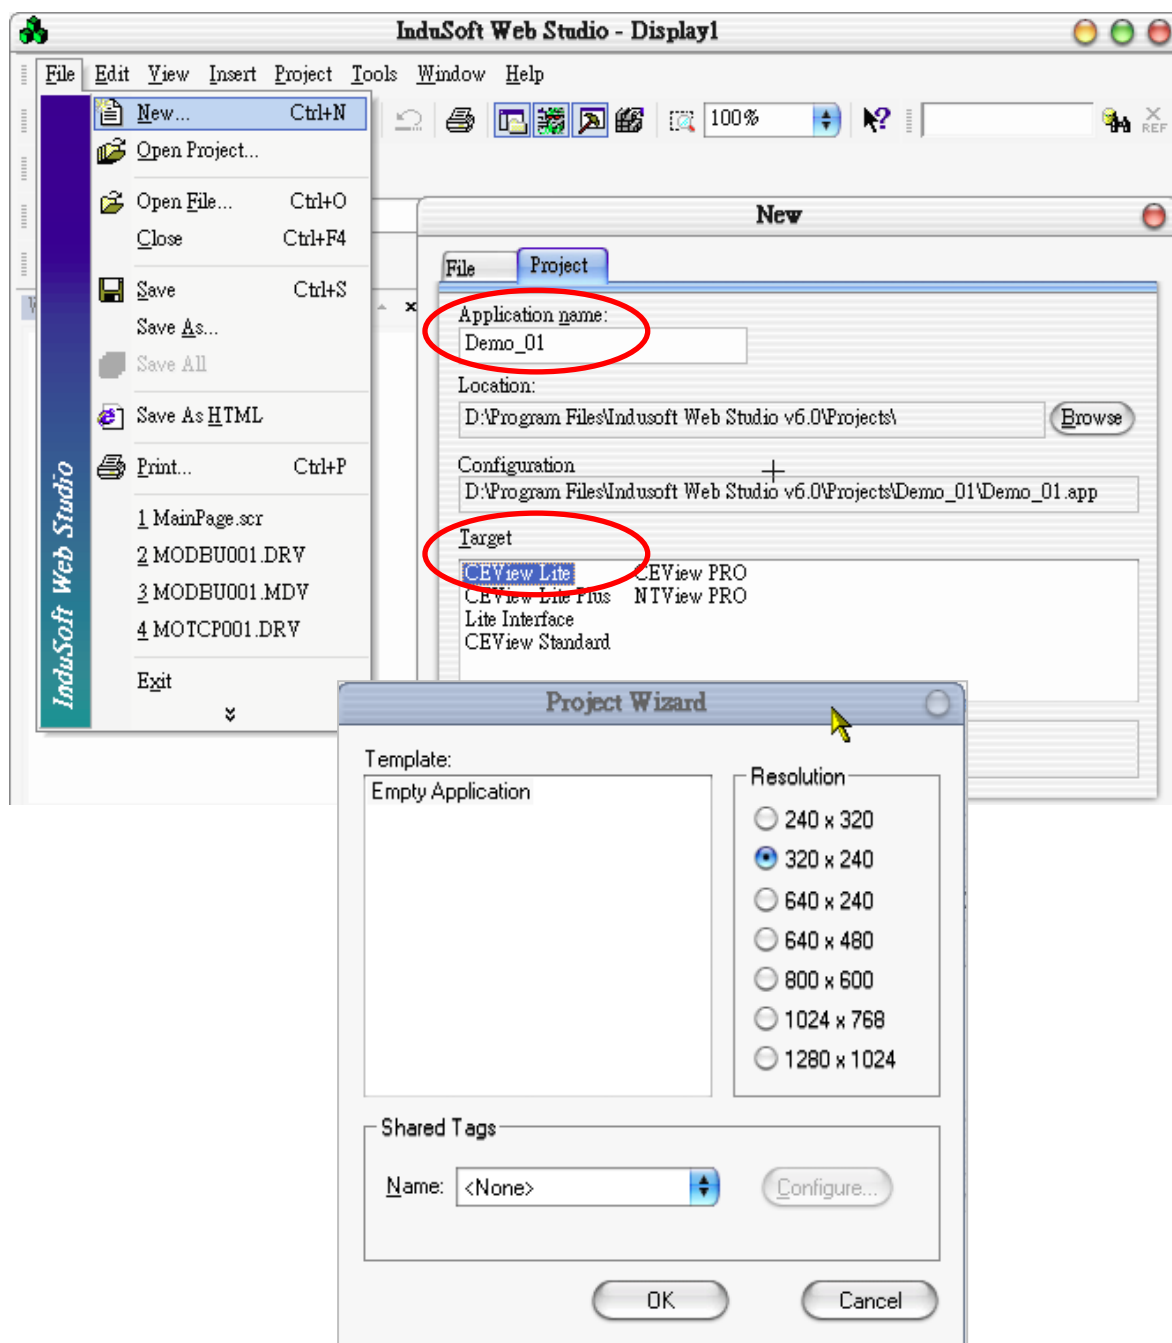 InduSoft Web Studio - Display1
File Edit View Insert Project Tools Window Help
New... Ctrl+N
100%
REF
Open Project...
Open File... Ctrl+O
Close Ctrl+F4
Save Ctrl+S
Save As...
Save All
Save As HTML
Print... Ctrl+P
1 MainPage.scr
2 MODBU001.DRV
3 MODBU001.MDV
4 MOTCP001.DRV
Exit
InduSoft Web Studio
New
File Project
Application name:
Demo_01
Location:
D:\Program Files\Indusoft Web Studio v6.0\Projects\
Browse
Configuration
D:\Program Files\Indusoft Web Studio v6.0\Projects\Demo_01\Demo_01.app
Target
CEView Lite CEView PRO
CEView Lite Plus NTView PRO
Lite Interface
CEView Standard
Project Wizard
Template:
Empty Application
Resolution
240 x 320
320 x 240
640 x 240
640 x 480
800 x 600
1024 x 768
1280 x 1024
Shared Tags
Name: <None> Configure...
OK Cancel